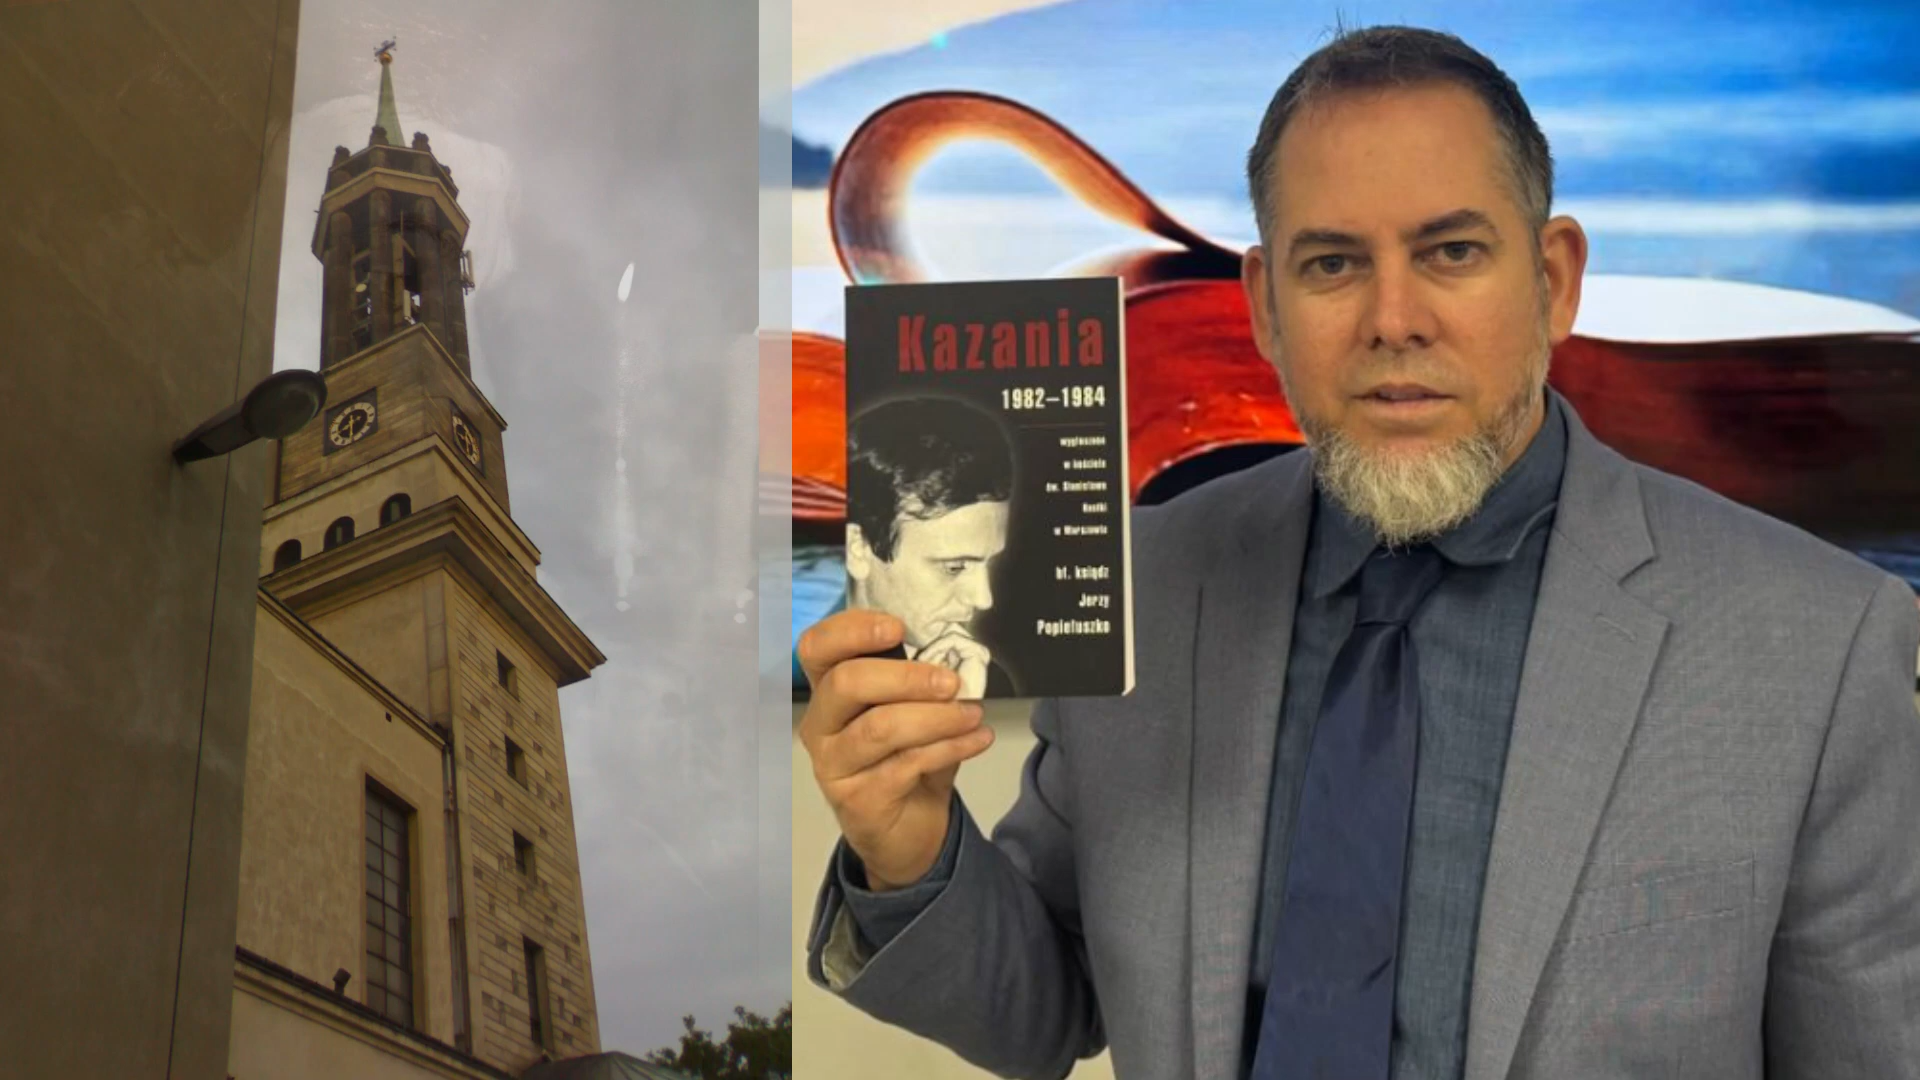 Kazania
1982–1984
wygłoszone
w kościele
św. Stanisława
Kostki
w Warszawie
bł. ksiądz
Jerzy
Popiełuszko